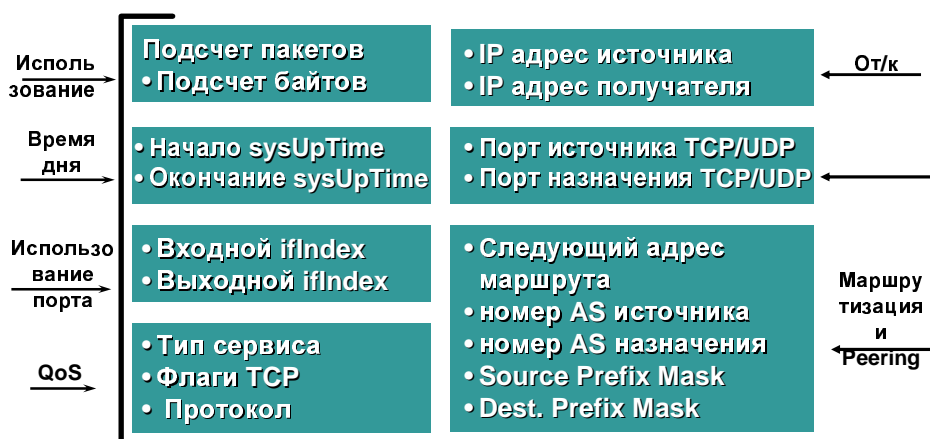 Исполь
зование
Подсчет пакетов
• Подсчет байтов
• IP адрес источника
• IP адрес получателя
От/к
Время
дня
• Начало sysUpTime
• Окончание sysUpTime
• Порт источника TCP/UDP
• Порт назначения TCP/UDP
Использо
вание
порта
• Входной ifIndex
• Выходной ifIndex
• Следующий адрес
маршрута
• номер AS источника
• номер AS назначения
• Source Prefix Mask
• Dest. Prefix Mask
Маршру
тизация
и
Peering
QoS
• Тип сервиса
• Флаги TCP
• Протокол